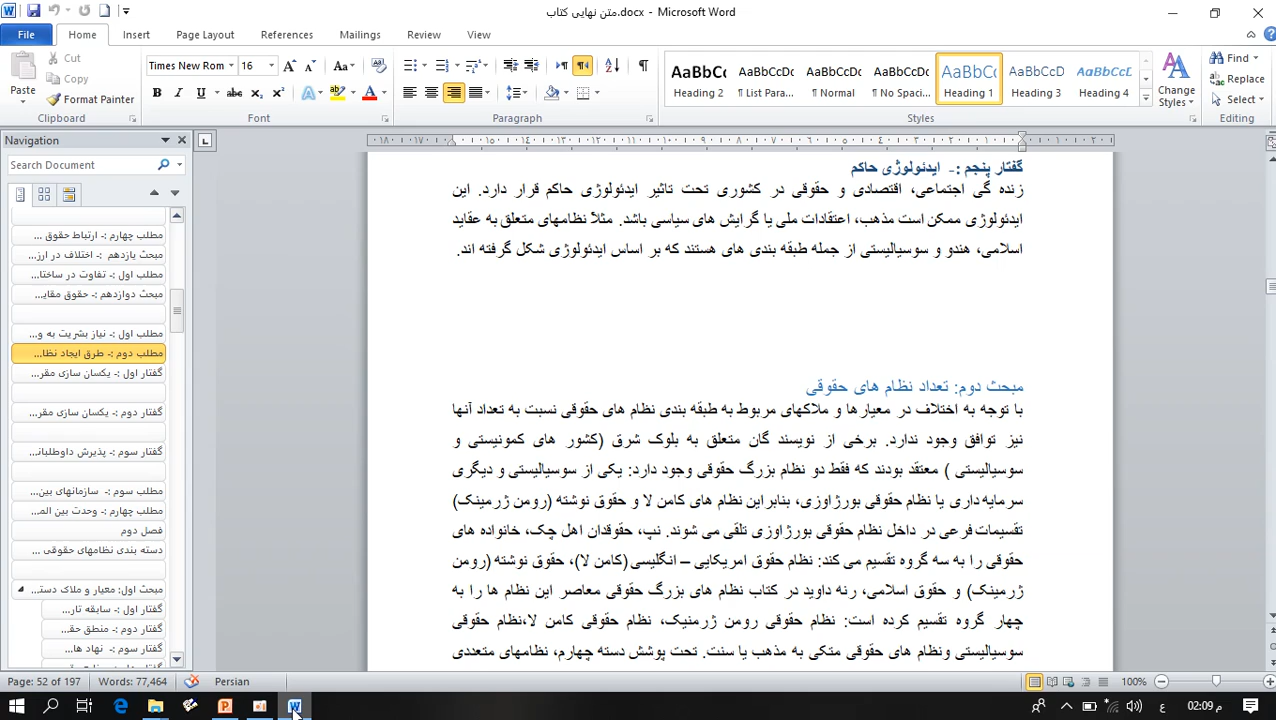 متن نهایی کتاب.docx - Microsoft Word
File Home Insert Page Layout References Mailings Review View
Paste
Cut
Copy
Format Painter
Times New Rom 16
AaBbCc AaBbCcDc AaBbCcDc AaBbCcDc AaBbC( AaBbCcD AaBbCcDc
Heading 2 ¶ List Para... ¶ Normal ¶ No Spaci... Heading 1 Heading 3 Heading 4
Change Styles
Find
Replace
Select
Clipboard Font Paragraph Styles Editing
Navigation
Search Document
مطلب چهارم :- ارتباط حقوق ...
مبحث یازدهم :- اختلاف در ارز...
مطلب اول :- تفاوت در ساختا...
مبحث دوازدهم :- حقوق مقای...
مطلب اول :- نیاز بشریت به و...
مطلب دوم :- طرق ایجاد نظا...
گفتار اول :- یکسان سازی مقر...
گفتار دوم :- یکسان سازی مقر...
گفتار سوم :- پذیرش داوطلبان...
مطلب سوم :- سازمانهای بین...
مطلب چهارم :- وحدت بین الم...
فصل دوم
دسته بندی نظامهای حقوقی ...
مبحث اول: معیار و ملاک دستـ...
گفتار اول: سابقه تار...
گفتار دوم: منطق حقـ...
گفتار سوم: نهاد ها...
گفتار پنجم :- ایدئولوژی حاکم
زنده گی اجتماعی، اقتصادی و حقوقی در کشوری تحت تاثیر ایدئولوژی حاکم قرار دارد. این
ایدئولوژی ممکن است مذهب، اعتقادات ملی یا گرایش های سیاسی باشد. مثلاً نظامهای متعلق به عقاید
اسلامی، هندو و سوسیالیستی از جمله طبقه بندی های هستند که بر اساس ایدئولوژی شکل گرفته اند.
مبحث دوم: تعداد نظام های حقوقی
با توجه به اختلاف در معیارها و ملاکهای مربوط به طبقه بندی نظام های حقوقی نسبت به تعداد آنها
نیز توافق وجود ندارد. برخی از نویسند گان متعلق به بلوک شرق (کشور های کمونیستی و
سوسیالیستی ) معتقد بودند که فقط دو نظام بزرگ حقوقی وجود دارد: یکی از سوسیالیستی و دیگری
سرمایه داری یا نظام حقوقی بورژاوزی، بنابراین نظام های کامن لا و حقوق نوشته (رومن ژرمینک)
تقسیمات فرعی در داخل نظام حقوقی بورژاوزی تلقی می شوند. نپ، حقوقدان اهل چک، خانواده های
حقوقی را به سه گروه تقسیم می کند: نظام حقوق امریکایی – انگلیسی (کامن لا)، حقوق نوشته (رومن
ژرمینک) و حقوق اسلامی، رنه داوید در کتاب نظام های بزرگ حقوقی معاصر این نظام ها را به
چهار گروه تقسیم کرده است: نظام حقوقی رومن ژرمنیک، نظام حقوقی کامن لا،نظام حقوقی
سوسیالیستی ونظام های حقوقی متکی به مذهب یا سنت. تحت پوشش دسته چهارم، نظامهای متعددی
Page: 52 of 197 Words: 77,464 Persian 100%
02:09 م